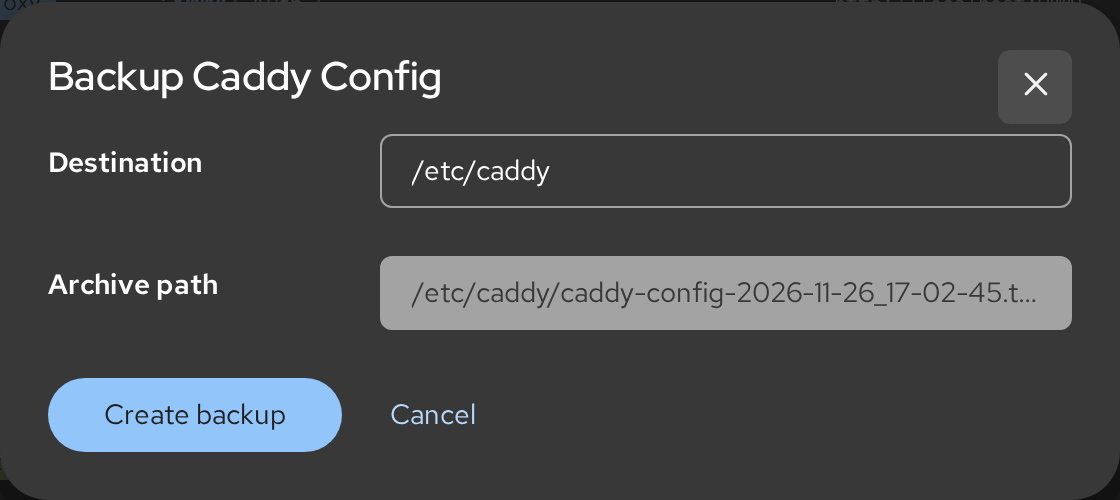 Backup Caddy Config
Destination
/etc/caddy
Archive path
/etc/caddy/caddy-config-2026-11-26_17-02-45.t...
Create backup
Cancel